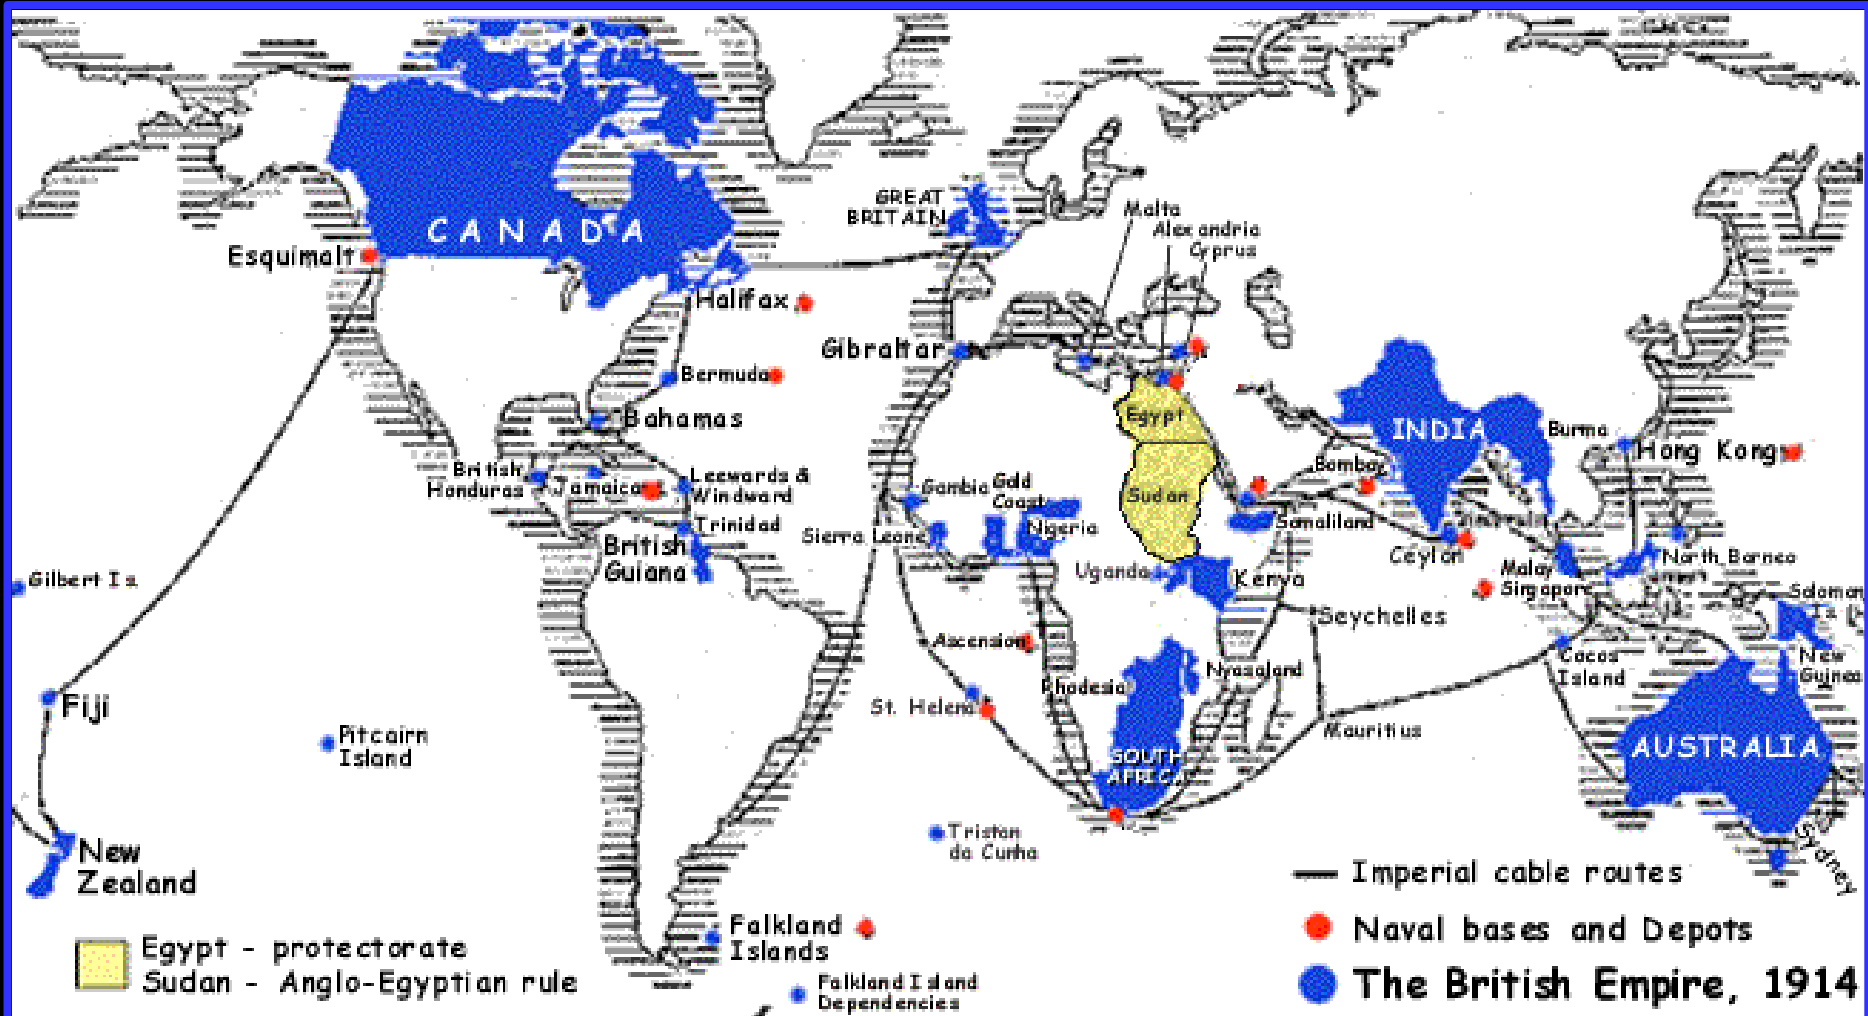 CANADA
GREAT
BRITAIN
Malta
Alexandria
Cyprus
Esquimalt
Halifax
Gibraltar
Bermuda
Bahamas
Egypt
INDIA
Burma
Hong Kong
British
Honduras
Jamaica
Leewards &
Windward
Gambia
Gold
Coast
Sudan
Bombay
Trinidad
Sierra Leone
Nigeria
Somaliland
Ceylon
British
Guiana
Uganda
Kenya
Malay
Singapore
North Borneo
Gilbert Is.
Seychelles
Solomon
Is.
Ascension
Cocos
Island
New
Guinea
Rhodesia
Nyasaland
St. Helena
Fiji
Pitcairn
Island
Mauritius
SOUTH
AFRICA
AUSTRALIA
Tristan
da Cunha
Sydney
New
Zealand
Imperial cable routes
Falkland
Islands
Naval bases and Depots
Egypt - protectorate
Sudan - Anglo-Egyptian rule
Falkland Island
Dependencies
The British Empire, 1914